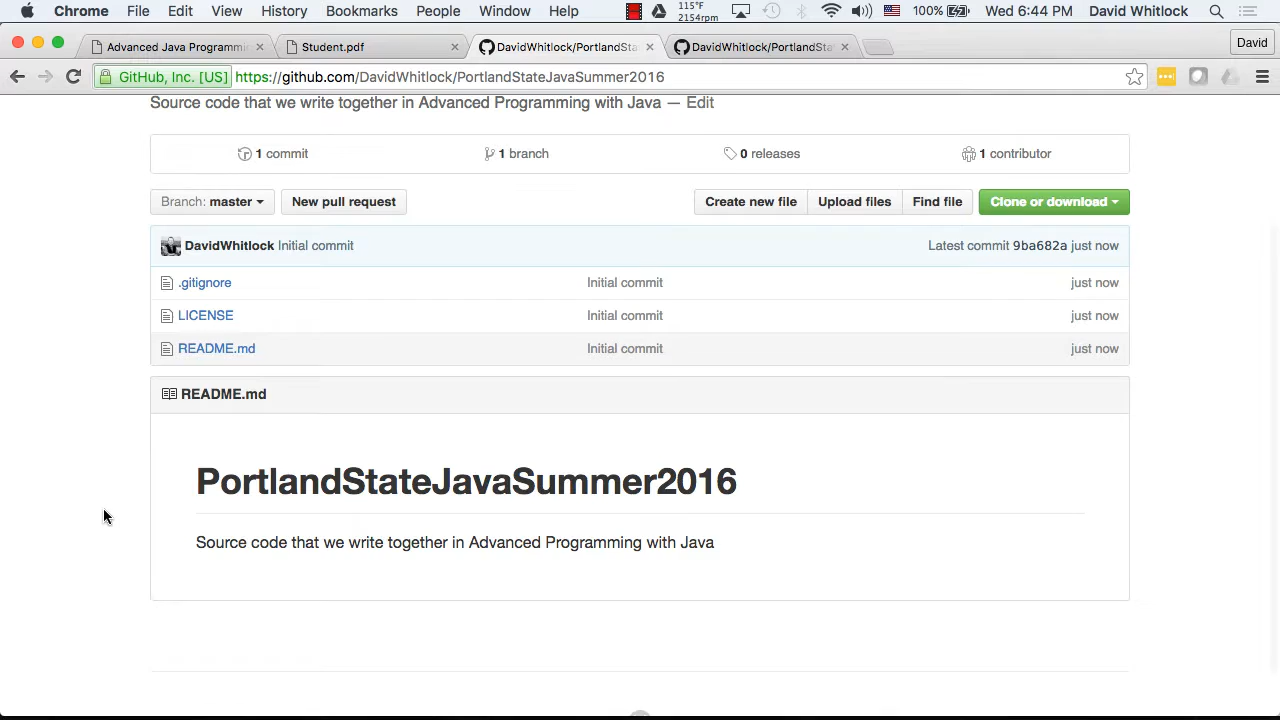 Chrome File Edit View History Bookmarks People Window Help 115°F 2154rpm 100% Wed 6:44 PM David Whitlock
Advanced Java Programmi Student.pdf DavidWhitlock/PortlandSta DavidWhitlock/PortlandSta David
GitHub, Inc. [US] https://github.com/DavidWhitlock/PortlandStateJavaSummer2016
Source code that we write together in Advanced Programming with Java — Edit
1 commit 1 branch 0 releases 1 contributor
Branch: master New pull request Create new file Upload files Find file Clone or download
DavidWhitlock Initial commit Latest commit 9ba682a just now
.gitignore Initial commit just now
LICENSE Initial commit just now
README.md Initial commit just now
README.md
PortlandStateJavaSummer2016
Source code that we write together in Advanced Programming with Java